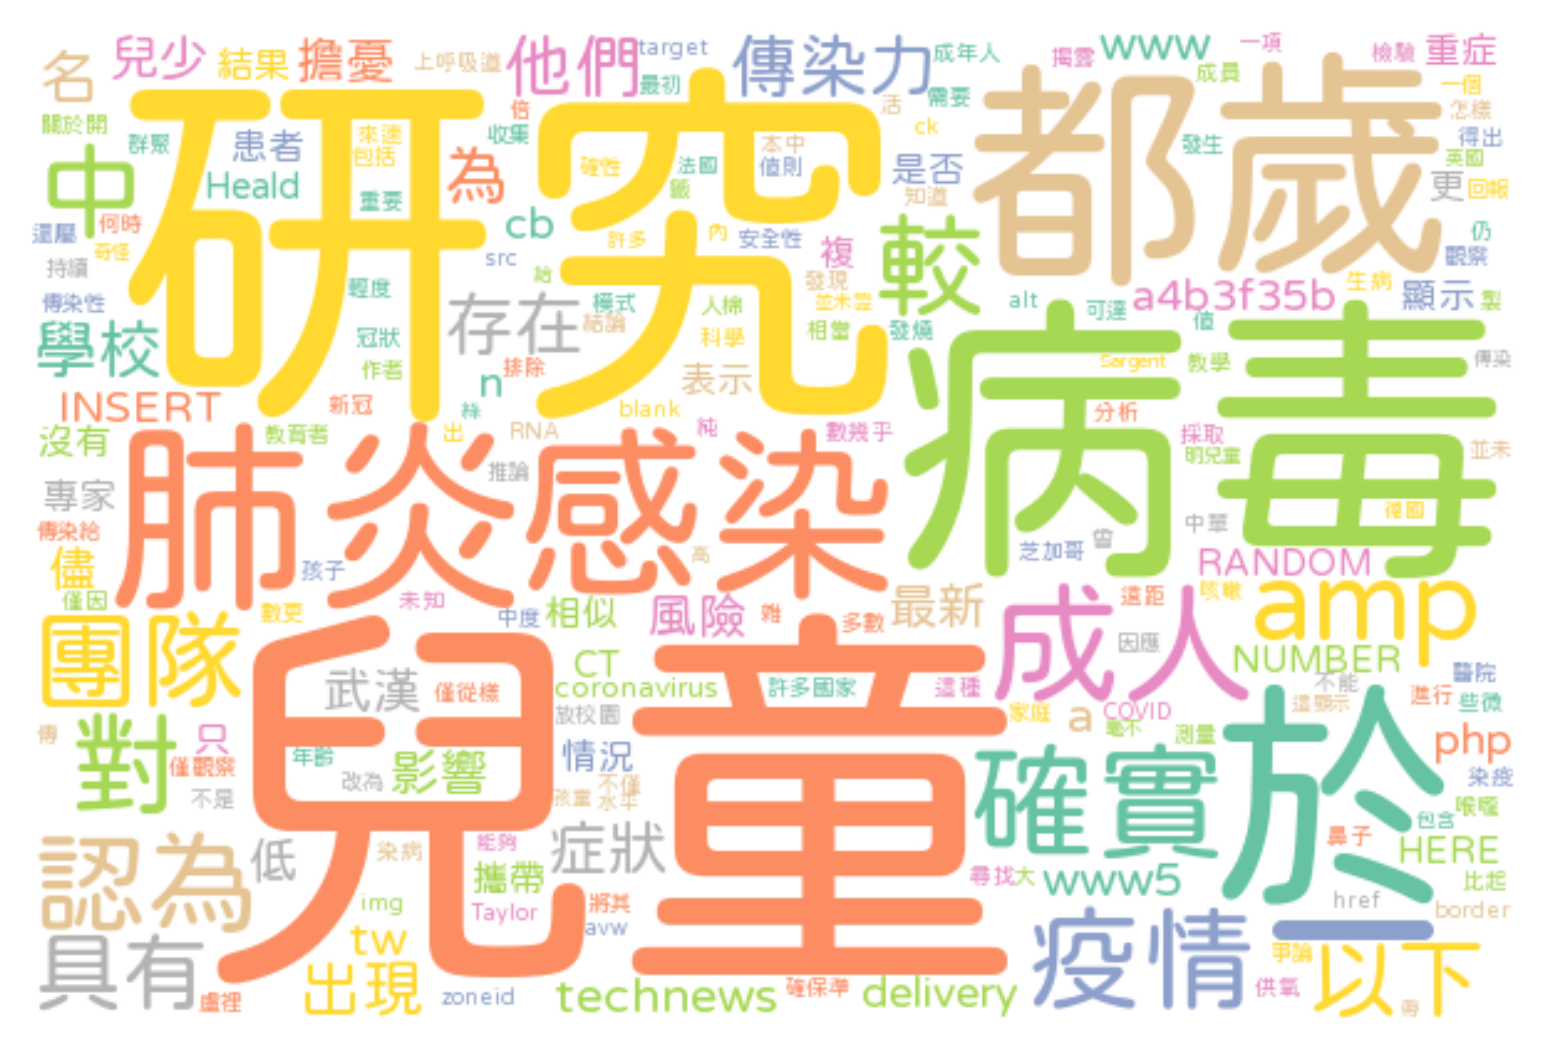 名
兒少
結果
擔憂
上呼吸道
他們
target
最初
傳染力
成年人
www
揭露
一項
成員
檢驗
重症
一個
關於開
群聚
患者
來速
包括
倍
收集
活
需要
ck
本中
值則
發生
怎樣
得出
英國
研究
都
歲
中
Heald
重要
為
確性
法國
籤
是否
知道
更
回報
還屬
何時
奇怪
持續
cb
src
許多
內
安全性
複
較
仍
觀察
傳染性
輕度
存在
給
模式
結論
人棉
發現
並未
相當
發燒
alt
a4b3f35b
可達
值
生病
顯示
製
學校
冠狀
作者
n
排除
科學
表示
Sargent
教學
傳染
INSERT
新冠
出
RNA
blank
純
數幾乎
分析
採取
明兒童
並未
沒有
教育者
推論
病毒
專家
傳染給
肺炎
感染
高
芝加哥
中單
德國
儘
僅因
孩子
RANDOM
咳嗽
數更
未知
中度
相似
風險
多數
最新
成人
這距
因應
amp
NUMBER
團隊
武漢
僅從樣
CT
coronavirus
許多國家
這種
不能
醫院
進行
些微
放校園
家庭
a
COVID
毫不
測量
這顯示
傳
對
只
僅觀察
不是
年齡
改為
影響
情況
孩童
不僅
水平
兒童
確實
於
php
染疫
喉嚨
包含
認為
低
染病
能夠
攜帶
症狀
鼻子
HERE
尋找
大
www5
比起
img
Taylor
將其
avw
href
border
具有
盧裡
tw
出現
zoneid
technews
確保準
delivery
疫情
一
供氧
爭論
以下